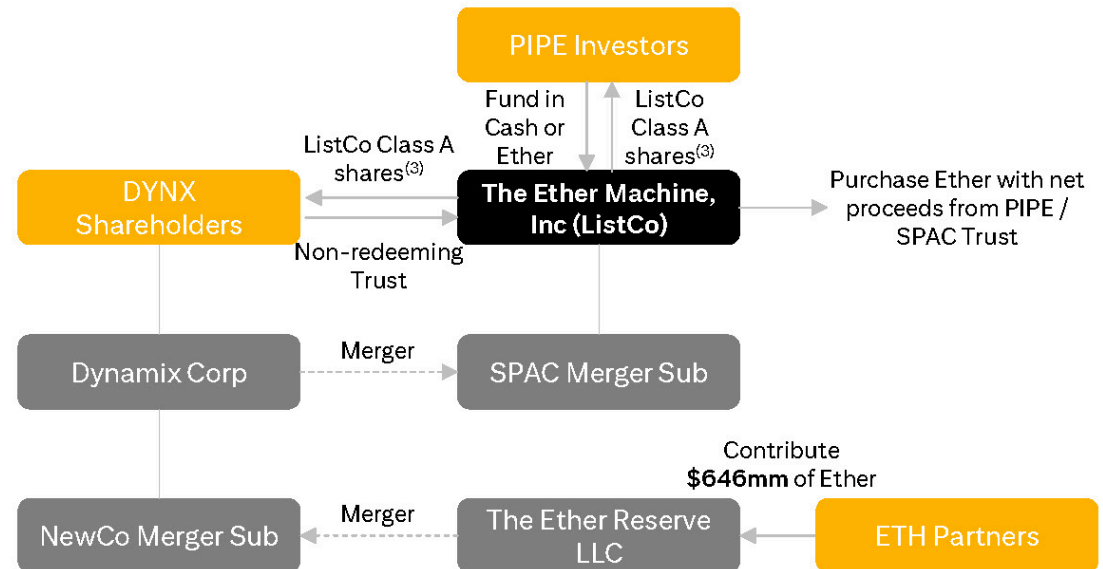 PIPE Investors
Fund in
Cash or
Ether
ListCo
Class A
shares(3)
ListCo Class A
shares(3)
DYNX
Shareholders
The Ether Machine,
Inc (ListCo)
Purchase Ether with net
proceeds from PIPE /
SPAC Trust
Non-redeeming
Trust
Dynamix Corp
Merger
SPAC Merger Sub
Contribute
$646mm of Ether
NewCo Merger Sub
Merger
The Ether Reserve
LLC
ETH Partners